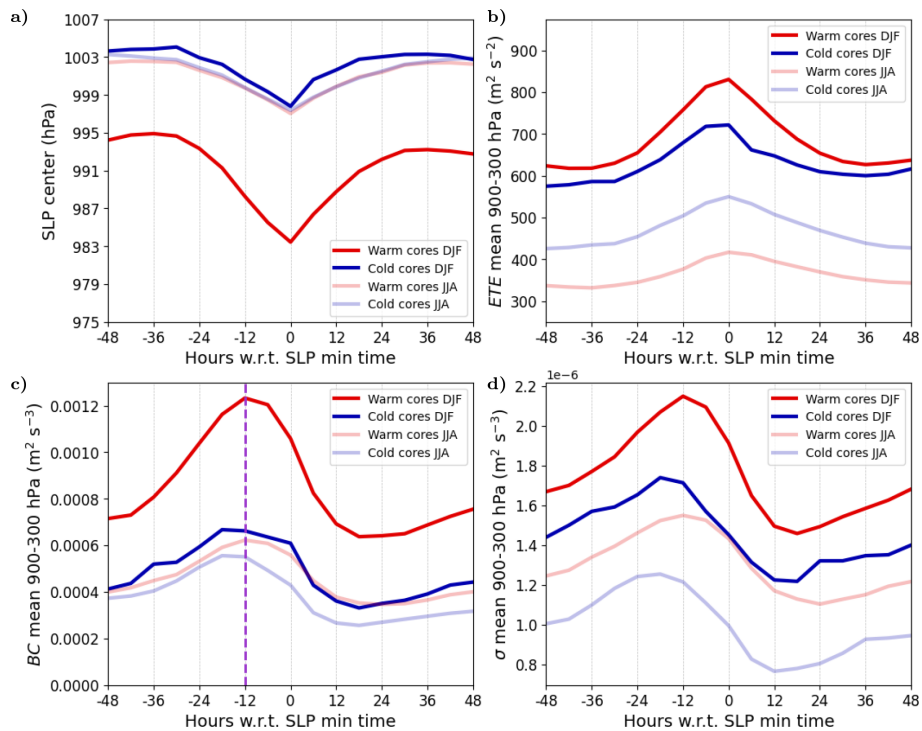 a)
1007
1003
999
995
991
987
983
979
975
SLP center (hPa)
Warm cores DJF
Cold cores DJF
Warm cores JJA
Cold cores JJA
-48 -36 -24 -12 0 12 24 36 48
Hours w.r.t. SLP min time
b)
900
800
700
600
500
400
300
ETE mean 900-300 hPa (m² s⁻²)
Warm cores DJF
Cold cores DJF
Warm cores JJA
Cold cores JJA
-48 -36 -24 -12 0 12 24 36 48
Hours w.r.t. SLP min time
c)
0.0012
0.0010
0.0008
0.0006
0.0004
0.0002
0.0000
BC mean 900-300 hPa (m² s⁻³)
Warm cores DJF
Cold cores DJF
Warm cores JJA
Cold cores JJA
-48 -36 -24 -12 0 12 24 36 48
Hours w.r.t. SLP min time
d)
1e−6
2.2
2.0
1.8
1.6
1.4
1.2
1.0
0.8
σ mean 900-300 hPa (m² s⁻³)
Warm cores DJF
Cold cores DJF
Warm cores JJA
Cold cores JJA
-48 -36 -24 -12 0 12 24 36 48
Hours w.r.t. SLP min time